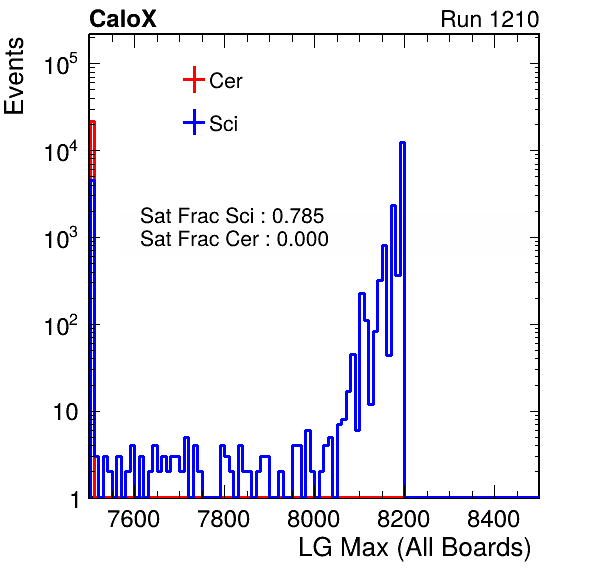 CaloX Run 1210
Events
10^5
10^4
10^3
10^2
10
1
Cer
Sci
Sat Frac Sci : 0.785
Sat Frac Cer : 0.000
7600 7800 8000 8200 8400
LG Max (All Boards)